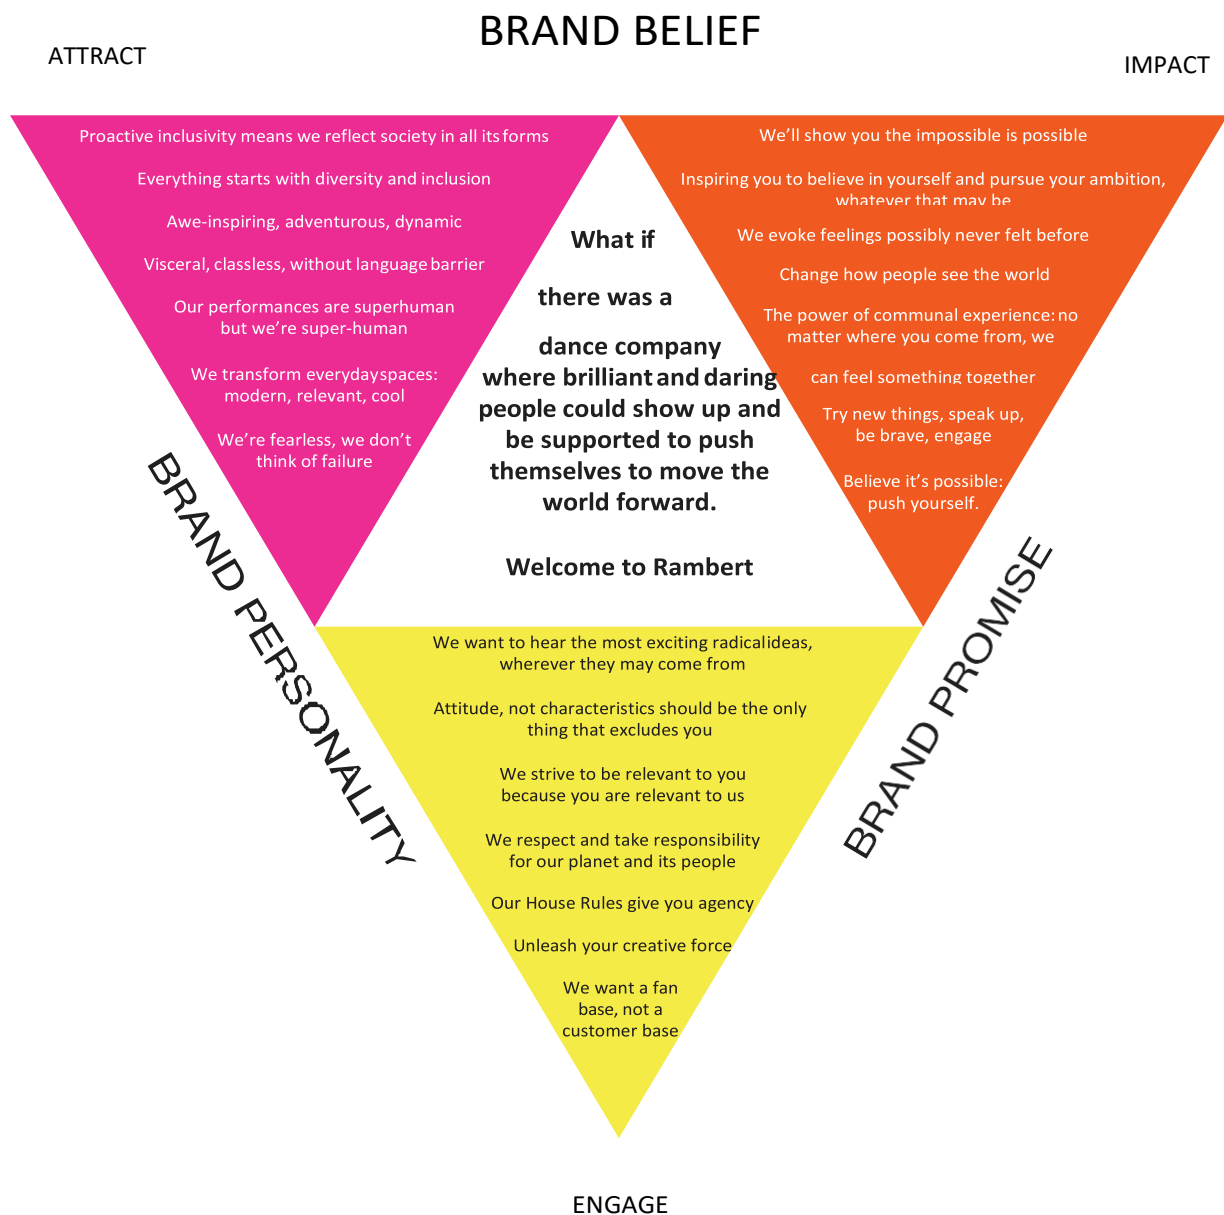 BRAND BELIEF
ATTRACT
IMPACT
Proactive inclusivity means we reflect society in all its forms
Everything starts with diversity and inclusion
Awe-inspiring, adventurous, dynamic
Visceral, classless, without language barrier
Our performances are superhuman
but we’re super-human
We transform everyday spaces:
modern, relevant, cool
We’re fearless, we don’t
think of failure
What if
there was a
dance company
where brilliant and daring
people could show up and
be supported to push
themselves to move the
world forward.
Welcome to Rambert
We’ll show you the impossible is possible
Inspiring you to believe in yourself and pursue your ambition,
whatever that may be
We evoke feelings possibly never felt before
Change how people see the world
The power of communal experience: no
matter where you come from, we
can feel something together
Try new things, speak up,
be brave, engage
Believe it’s possible:
push yourself.
BRAND PERSONALITY
BRAND PROMISE
We want to hear the most exciting radical ideas,
wherever they may come from
Attitude, not characteristics should be the only
thing that excludes you
We strive to be relevant to you
because you are relevant to us
We respect and take responsibility
for our planet and its people
Our House Rules give you agency
Unleash your creative force
We want a fan
base, not a
customer base
ENGAGE